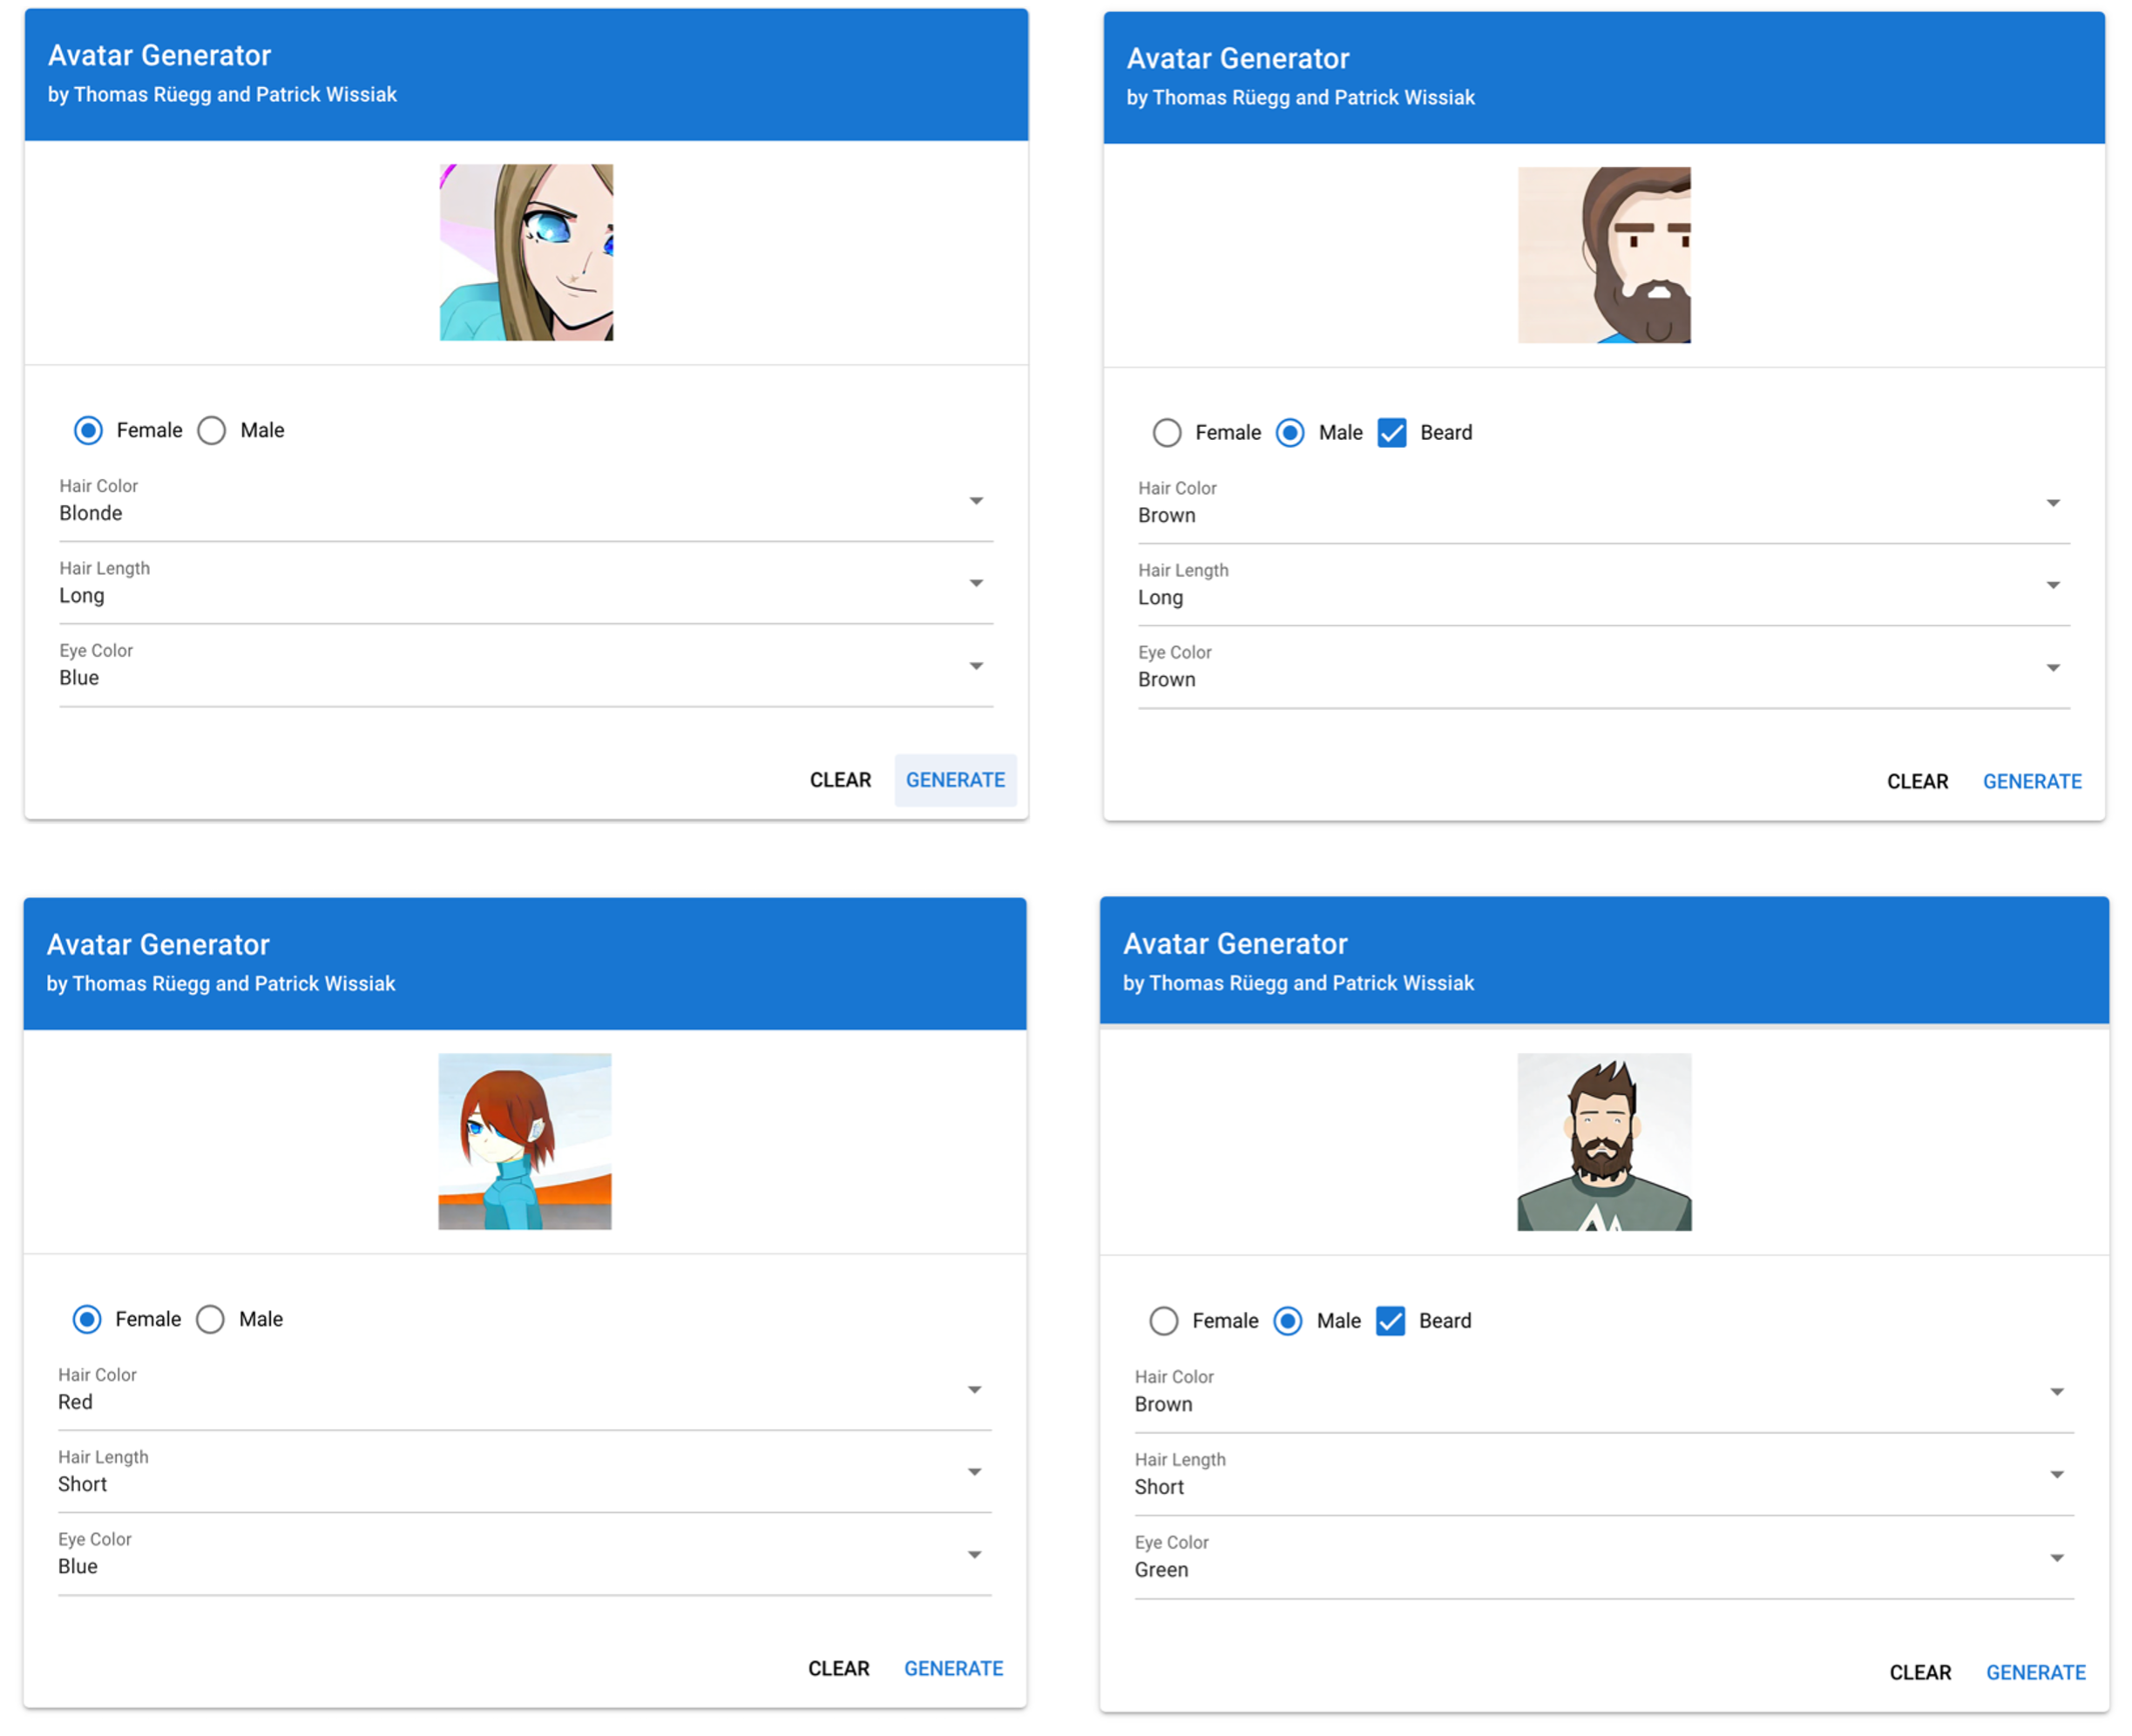 Avatar Generator
by Thomas Rüegg and Patrick Wissiak
Female Male
Hair Color
Blonde
Hair Length
Long
Eye Color
Blue
CLEAR GENERATE
Avatar Generator
by Thomas Rüegg and Patrick Wissiak
Female Male Beard
Hair Color
Brown
Hair Length
Long
Eye Color
Brown
CLEAR GENERATE
Avatar Generator
by Thomas Rüegg and Patrick Wissiak
Female Male
Hair Color
Red
Hair Length
Short
Eye Color
Blue
CLEAR GENERATE
Avatar Generator
by Thomas Rüegg and Patrick Wissiak
Female Male Beard
Hair Color
Brown
Hair Length
Short
Eye Color
Green
CLEAR GENERATE